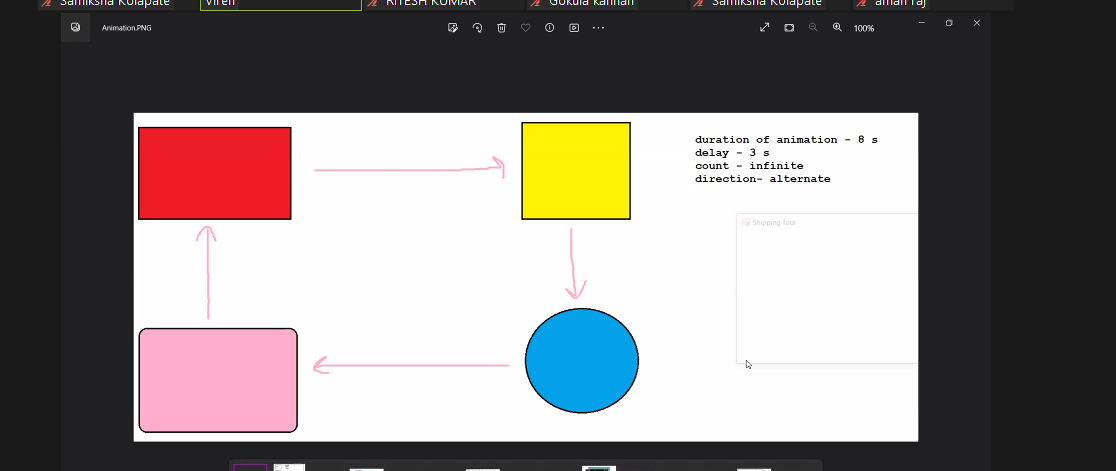 Samiksha Kolapate
Viren
RITESH KUMAR
Gokula kannan
Samiksha Kolapate
aman raj
Animation.PNG
100%
duration of animation - 8 s
delay - 3 s
count - infinite
direction- alternate
Snipping Tool